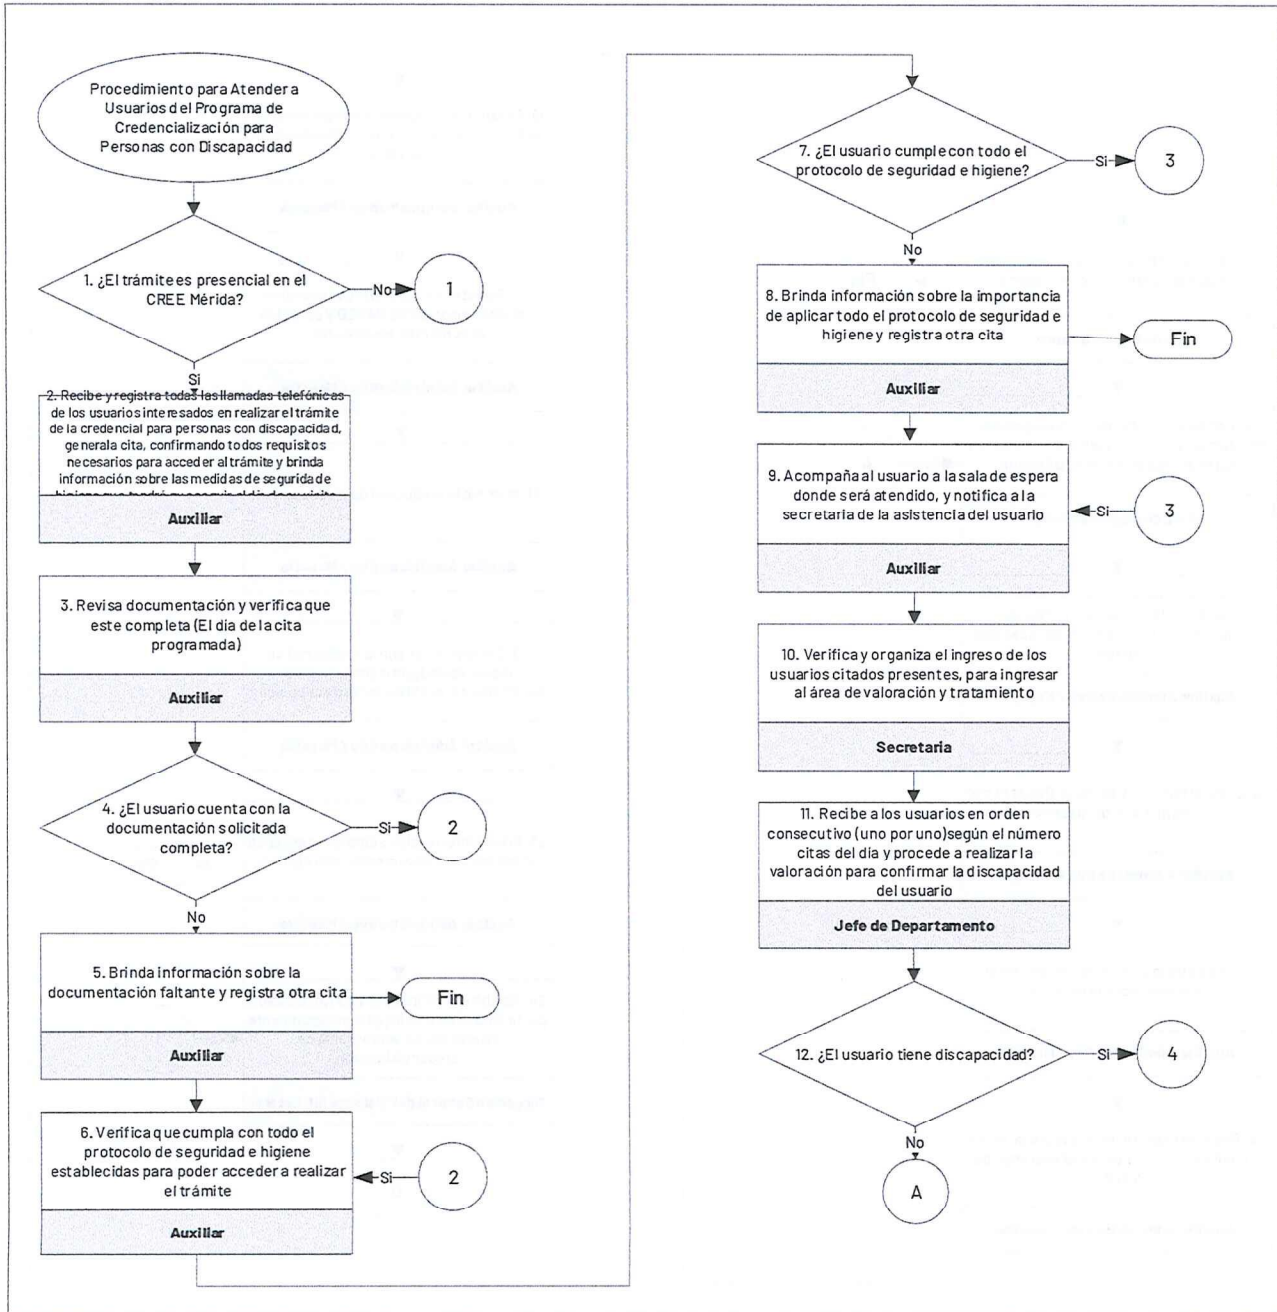 Procedimiento para Atender a
Usuarios del Programa de
Credencialización para
Personas con Discapacidad
1. ¿El trámite es presencial en el
CREE Mérida?
No
1
Si
2. Recibe y registra todas las llamadas telefónicas
de los usuarios interesados en realizar el trámite
de la credencial para personas con discapacidad,
genera la cita, confirmando todos requisitos
necesarios para acceder al trámite y brinda
información sobre las medidas de seguridad e
Auxiliar
3. Revisa documentación y verifica que
este completa (El día de la cita
programada)
Auxiliar
4. ¿El usuario cuenta con la
documentación solicitada
completa?
Si
2
No
5. Brinda información sobre la
documentación faltante y registra otra cita
Fin
Auxiliar
6. Verifica que cumpla con todo el
protocolo de seguridad e higiene
establecidas para poder acceder a realizar
el trámite
Si
2
Auxiliar
7. ¿El usuario cumple con todo el
protocolo de seguridad e higiene?
Si
3
No
8. Brinda información sobre la importancia
de aplicar todo el protocolo de seguridad e
higiene y registra otra cita
Fin
Auxiliar
9. Acompaña al usuario a la sala de espera
donde será atendido, y notifica a la
secretaria de la asistencia del usuario
Si
3
Auxiliar
10. Verifica y organiza el ingreso de los
usuarios citados presentes, para ingresar
al área de valoración y tratamiento
Secretaria
11. Recibe a los usuarios en orden
consecutivo (uno por uno) según el número
citas del día y procede a realizar la
valoración para confirmar la discapacidad
del usuario
Jefe de Departamento
12. ¿El usuario tiene discapacidad?
Si
4
No
A